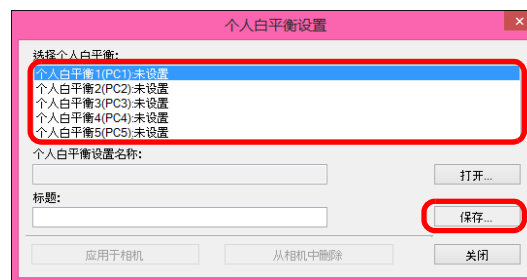 个人白平衡设置
选择个人白平衡:
个人白平衡1(PC1):未设置
个人白平衡2(PC2):未设置
个人白平衡3(PC3):未设置
个人白平衡4(PC4):未设置
个人白平衡5(PC5):未设置
个人白平衡设置名称:
打开...
标题:
保存...
应用于相机
从相机中删除
关闭